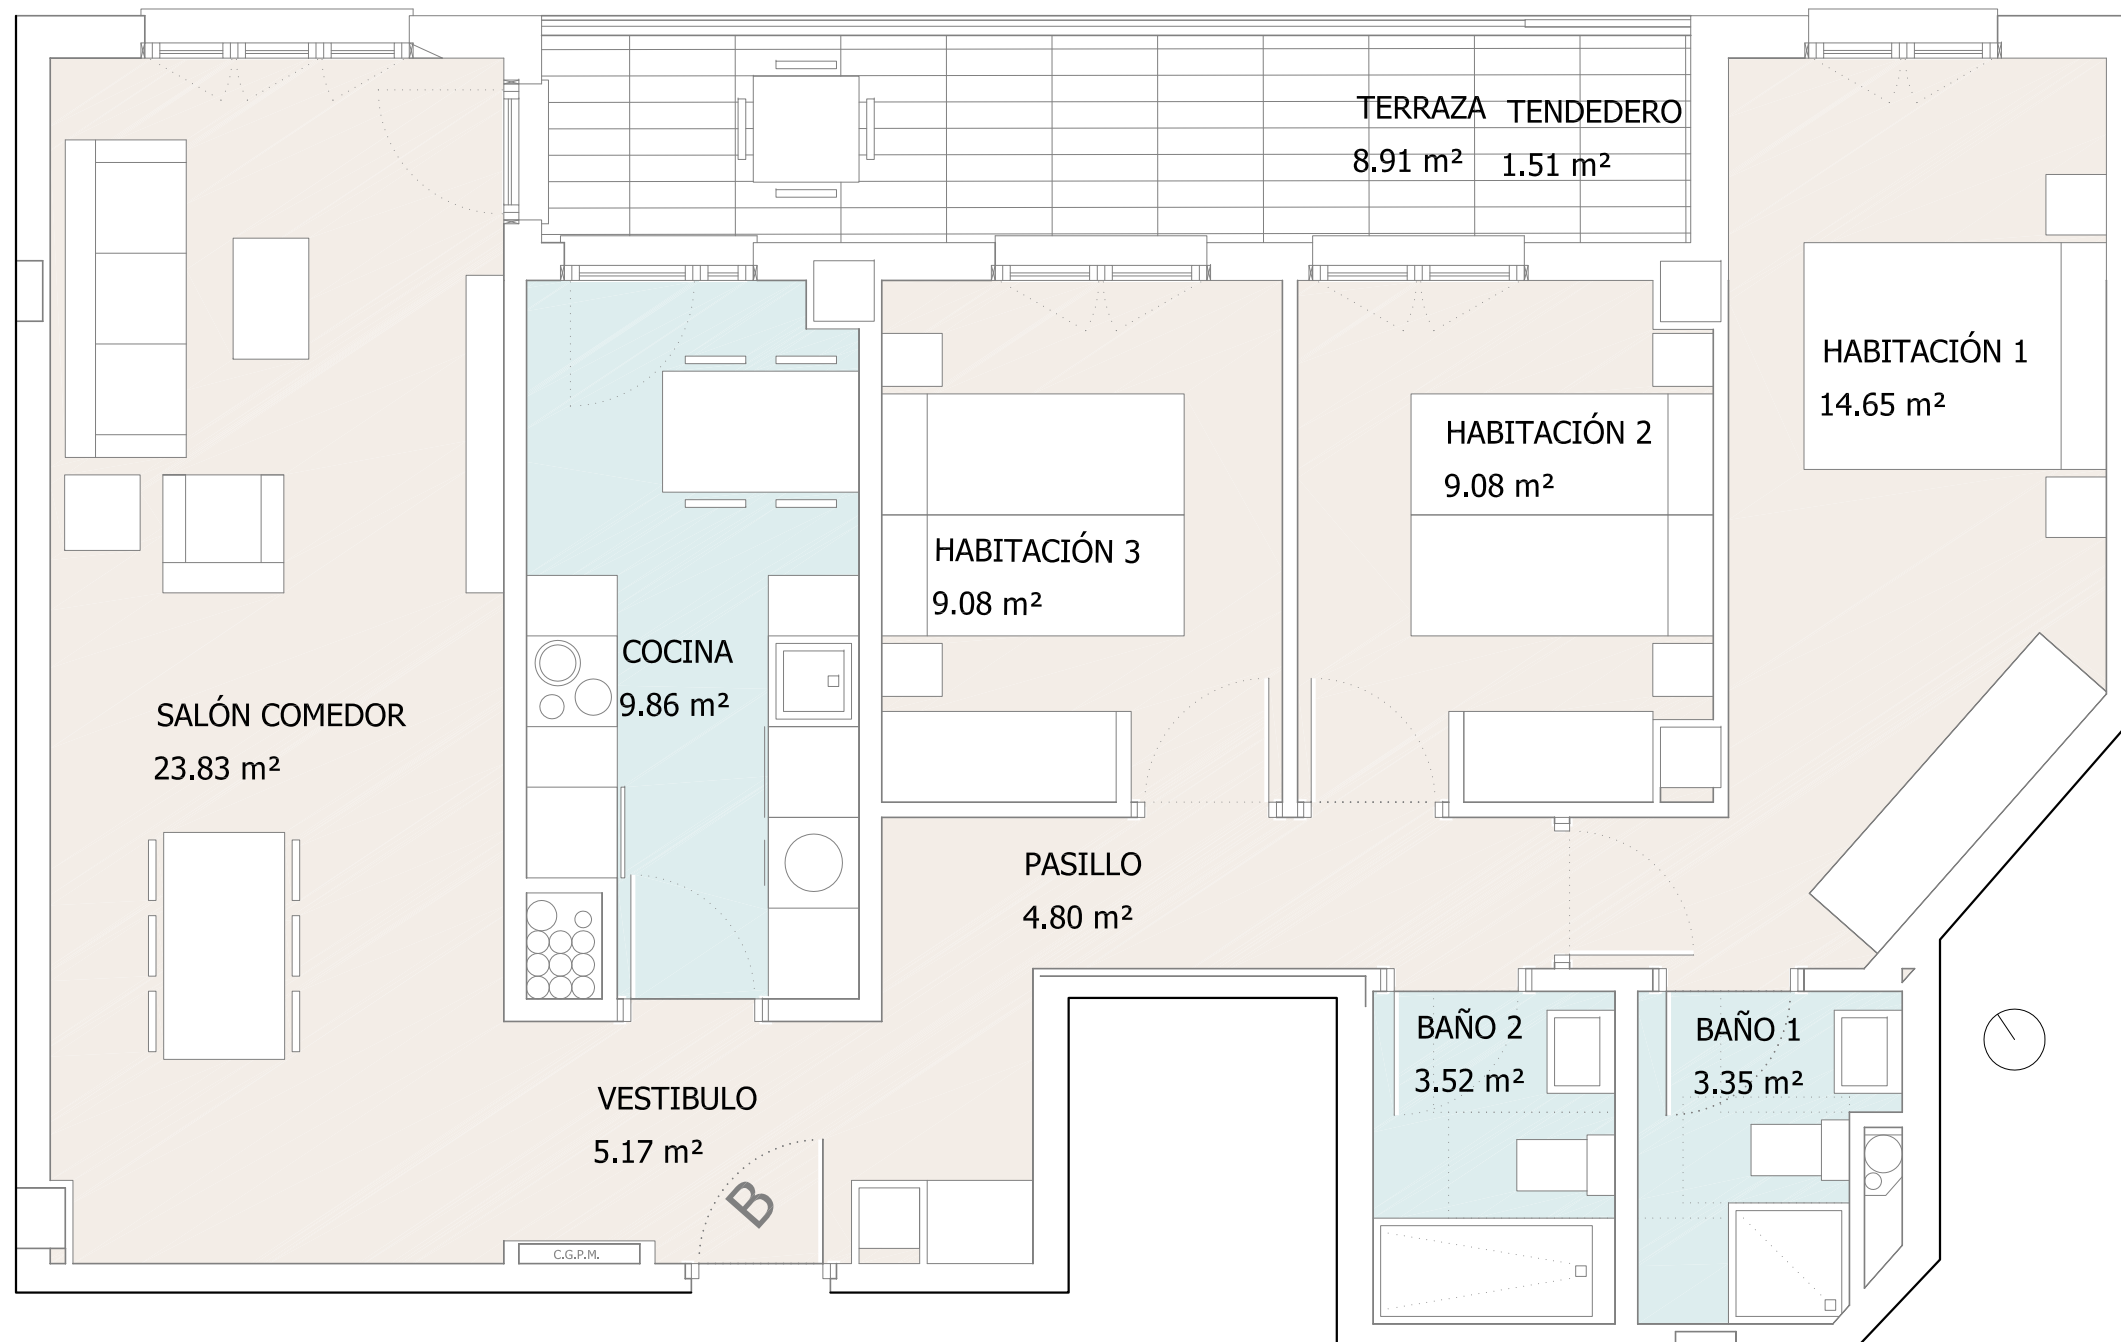 TERRAZA
8.91 m²
TENDEDERO
1.51 m²
HABITACIÓN 1
14.65 m²
HABITACIÓN 2
9.08 m²
HABITACIÓN 3
9.08 m²
COCINA
9.86 m²
SALÓN COMEDOR
23.83 m²
PASILLO
4.80 m²
BAÑO 2
3.52 m²
BAÑO 1
3.35 m²
VESTIBULO
5.17 m²
B
C.G.P.M.